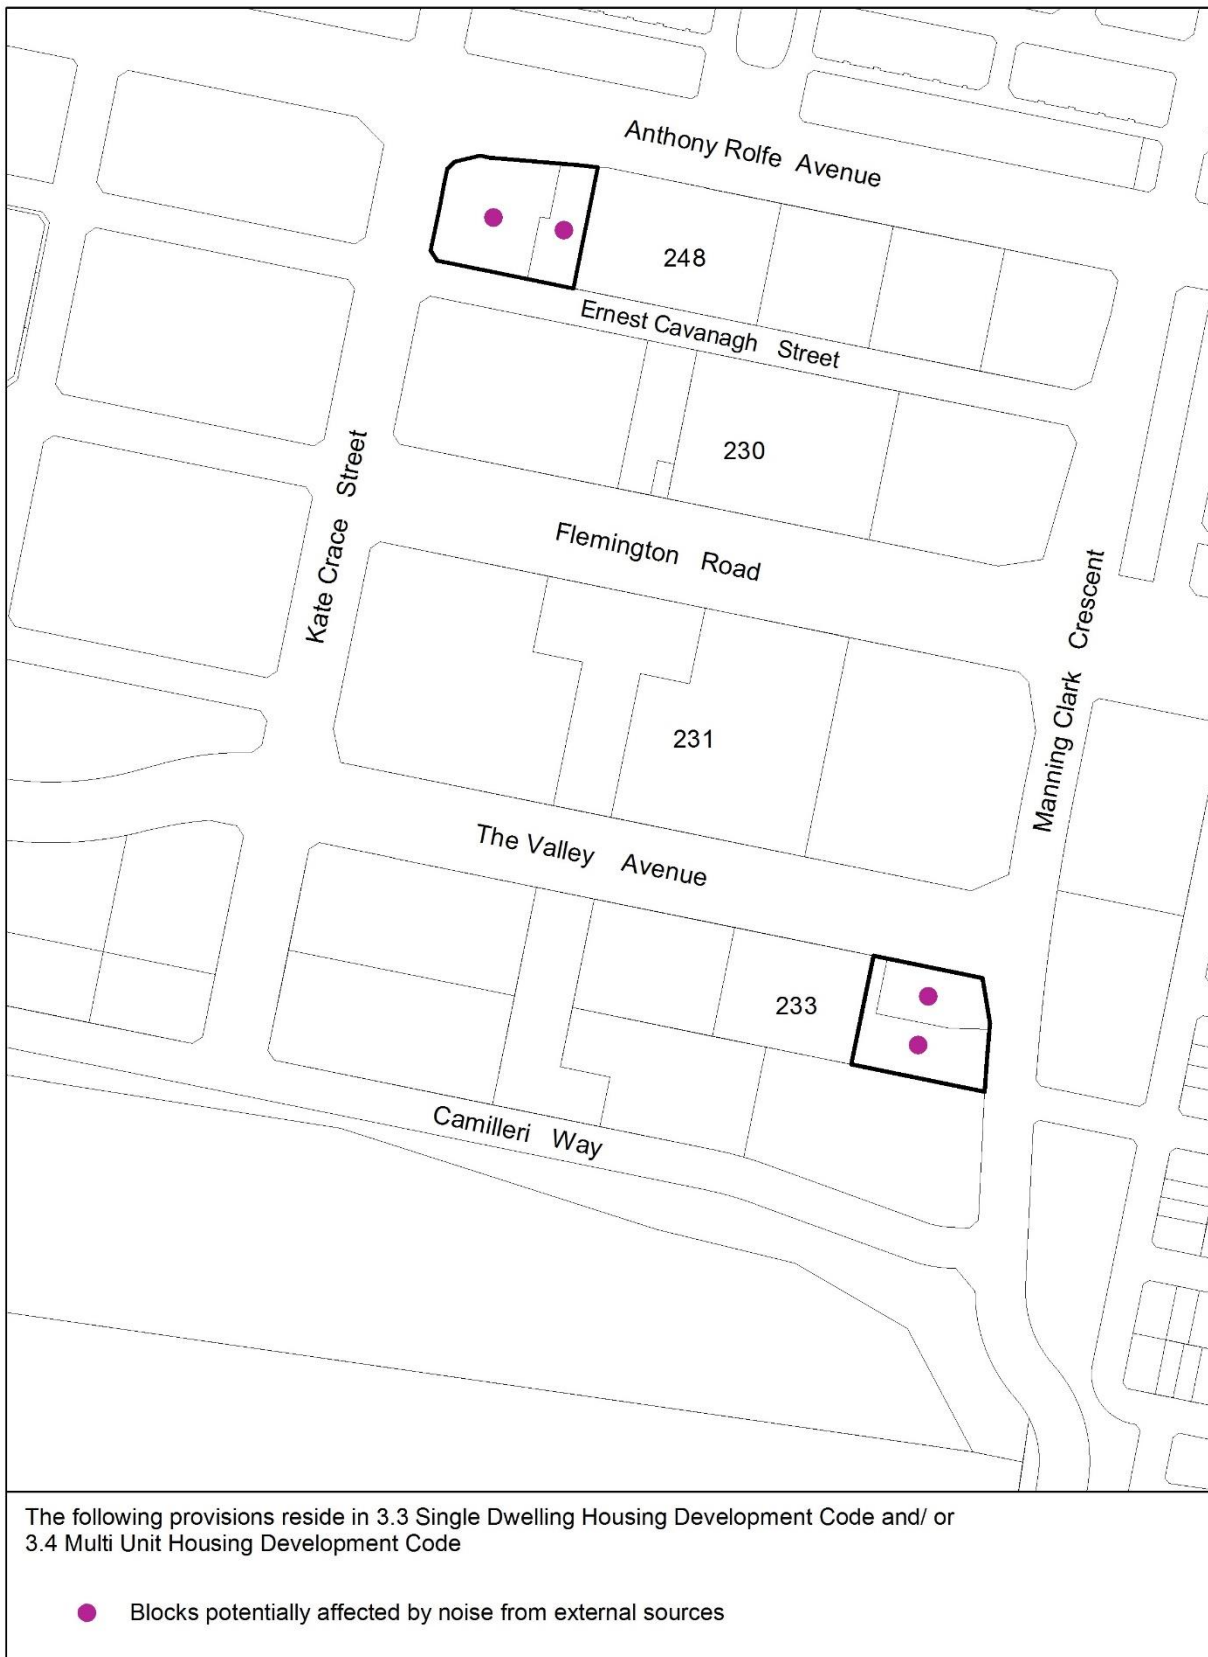 Anthony Rolfe Avenue
248
Ernest Cavanagh Street
230
Kate Crace Street
Flemington Road
Manning Clark Crescent
231
The Valley Avenue
233
Camilleri Way
The following provisions reside in 3.3 Single Dwelling Housing Development Code and/ or
3.4 Multi Unit Housing Development Code
Blocks potentially affected by noise from external sources